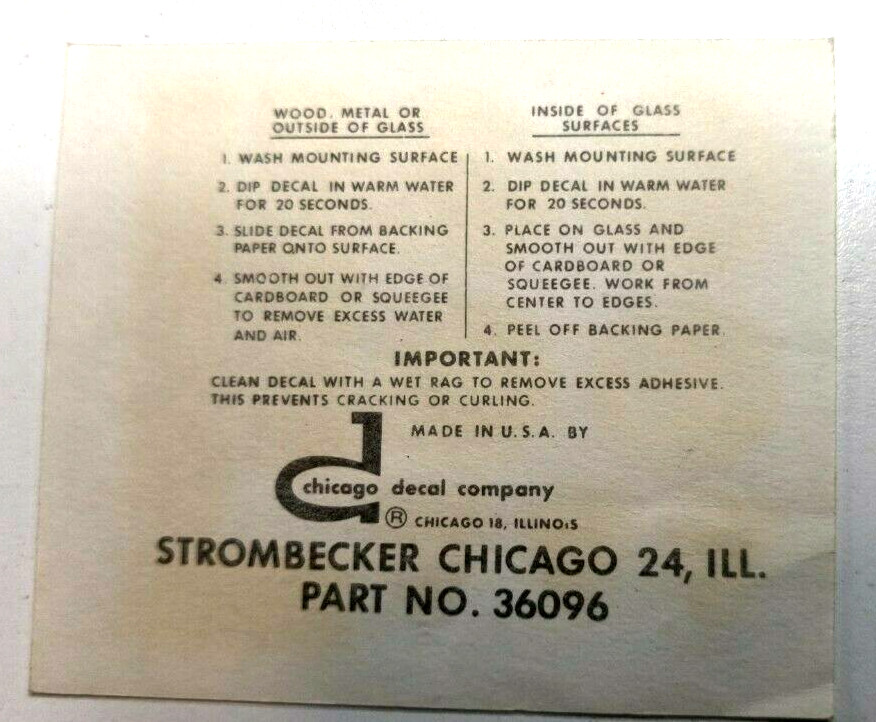 WOOD, METAL OR
OUTSIDE OF GLASS
1. WASH MOUNTING SURFACE
2. DIP DECAL IN WARM WATER
FOR 20 SECONDS.
3. SLIDE DECAL FROM BACKING
PAPER ONTO SURFACE.
4. SMOOTH OUT WITH EDGE OF
CARDBOARD OR SQUEEGEE
TO REMOVE EXCESS WATER
AND AIR.
INSIDE OF GLASS
SURFACES
1. WASH MOUNTING SURFACE
2. DIP DECAL IN WARM WATER
FOR 20 SECONDS.
3. PLACE ON GLASS AND
SMOOTH OUT WITH EDGE
OF CARDBOARD OR
SQUEEGEE. WORK FROM
CENTER TO EDGES.
4. PEEL OFF BACKING PAPER.
IMPORTANT:
CLEAN DECAL WITH A WET RAG TO REMOVE EXCESS ADHESIVE.
THIS PREVENTS CRACKING OR CURLING.
MADE IN U.S.A. BY
d
chicago decal company
® CHICAGO 18, ILLINOIS
STROMBECKER CHICAGO 24, ILL.
PART NO. 36096